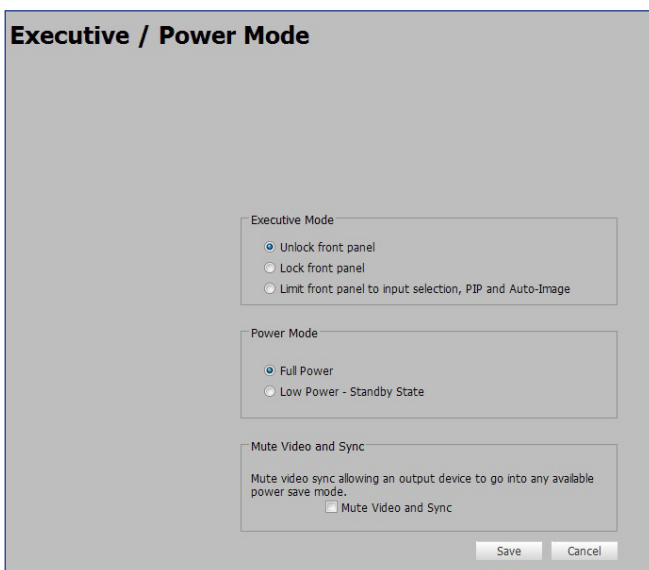 Executive / Power Mode
Executive Mode
Unlock front panel
Lock front panel
Limit front panel to input selection, PIP and Auto-Image
Power Mode
Full Power
Low Power - Standby State
Mute Video and Sync
Mute video sync allowing an output device to go into any available
power save mode.
Mute Video and Sync
Save Cancel